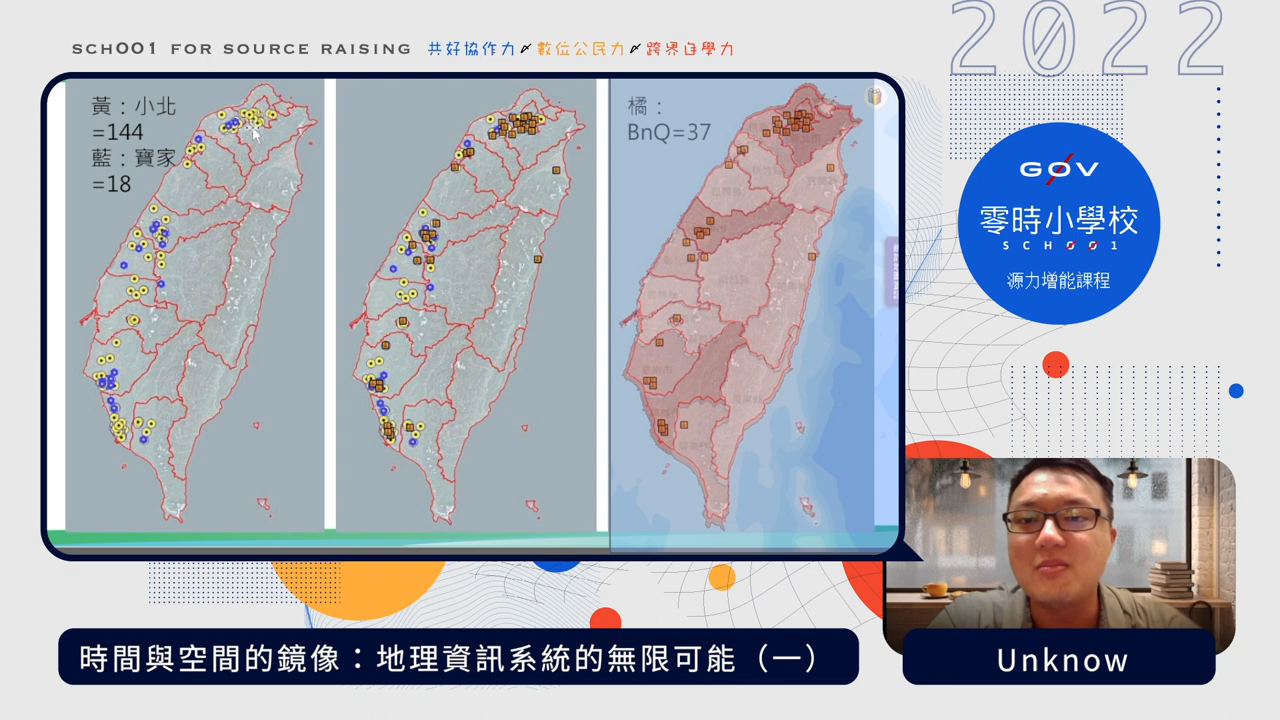 SCH001 FOR SOURCE RAISING 共好協作力 數位公民力 跨界自學力
2022
黃：小北
=144
藍：寶家
=18
橘：
BnQ=37
G0V
零時小學校
SCH001
源力增能課程
時間與空間的鏡像：地理資訊系統的無限可能（一）
Unknow